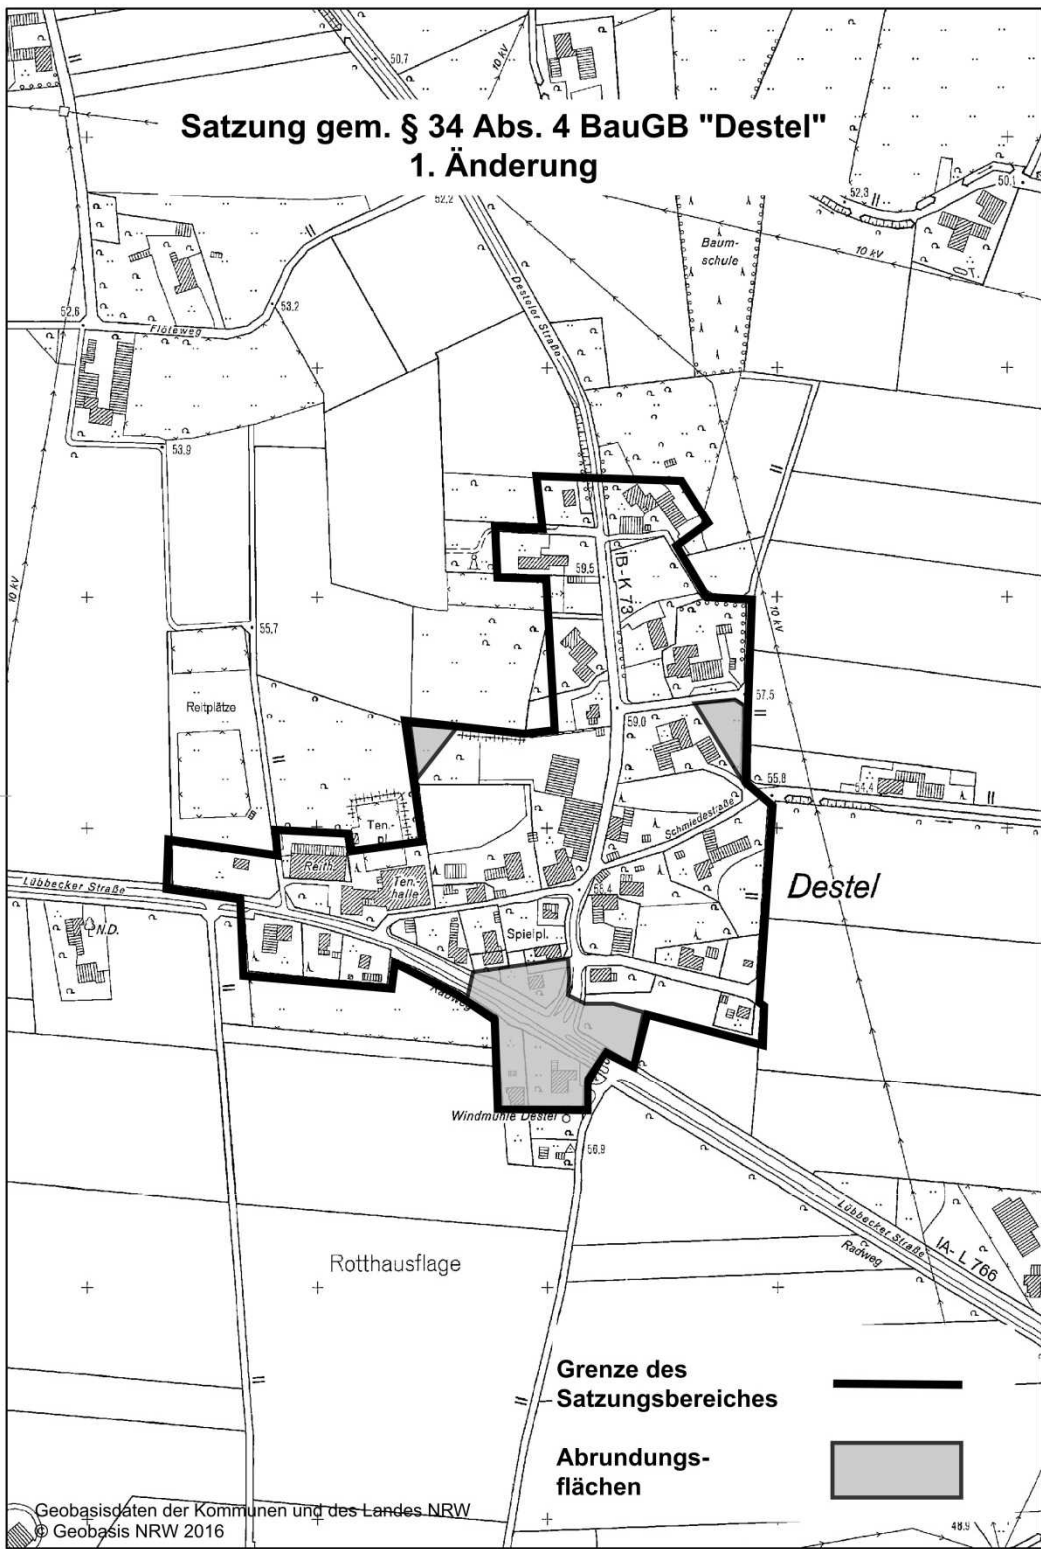 50,7
10 kV
Satzung gem. § 34 Abs. 4 BauGB "Destel"
1. Änderung
50,1
52,3
52,2
Baum-
schule
10 kV
Desteler Straße
53,2
52,6
Flöteweg
53,9
59,5
IB-K 73
10 kV
10 kV
55,7
Reitplätze
57,5
59,0
55,8
54,4
Ten.-
pl.
Schmiedestraße
Reith.
Ten.-
halle
Lübbecker Straße
Destel
N.D.
Spielpl.
Radweg
Windmühle Destel
56,9
Lübbecker Straße
Radweg
IA- L 766
Rotthausflage
Grenze des
Satzungsbereiches
Abrundungs-
flächen
Geobasisdaten der Kommunen und des Landes NRW
© Geobasis NRW 2016
48,9